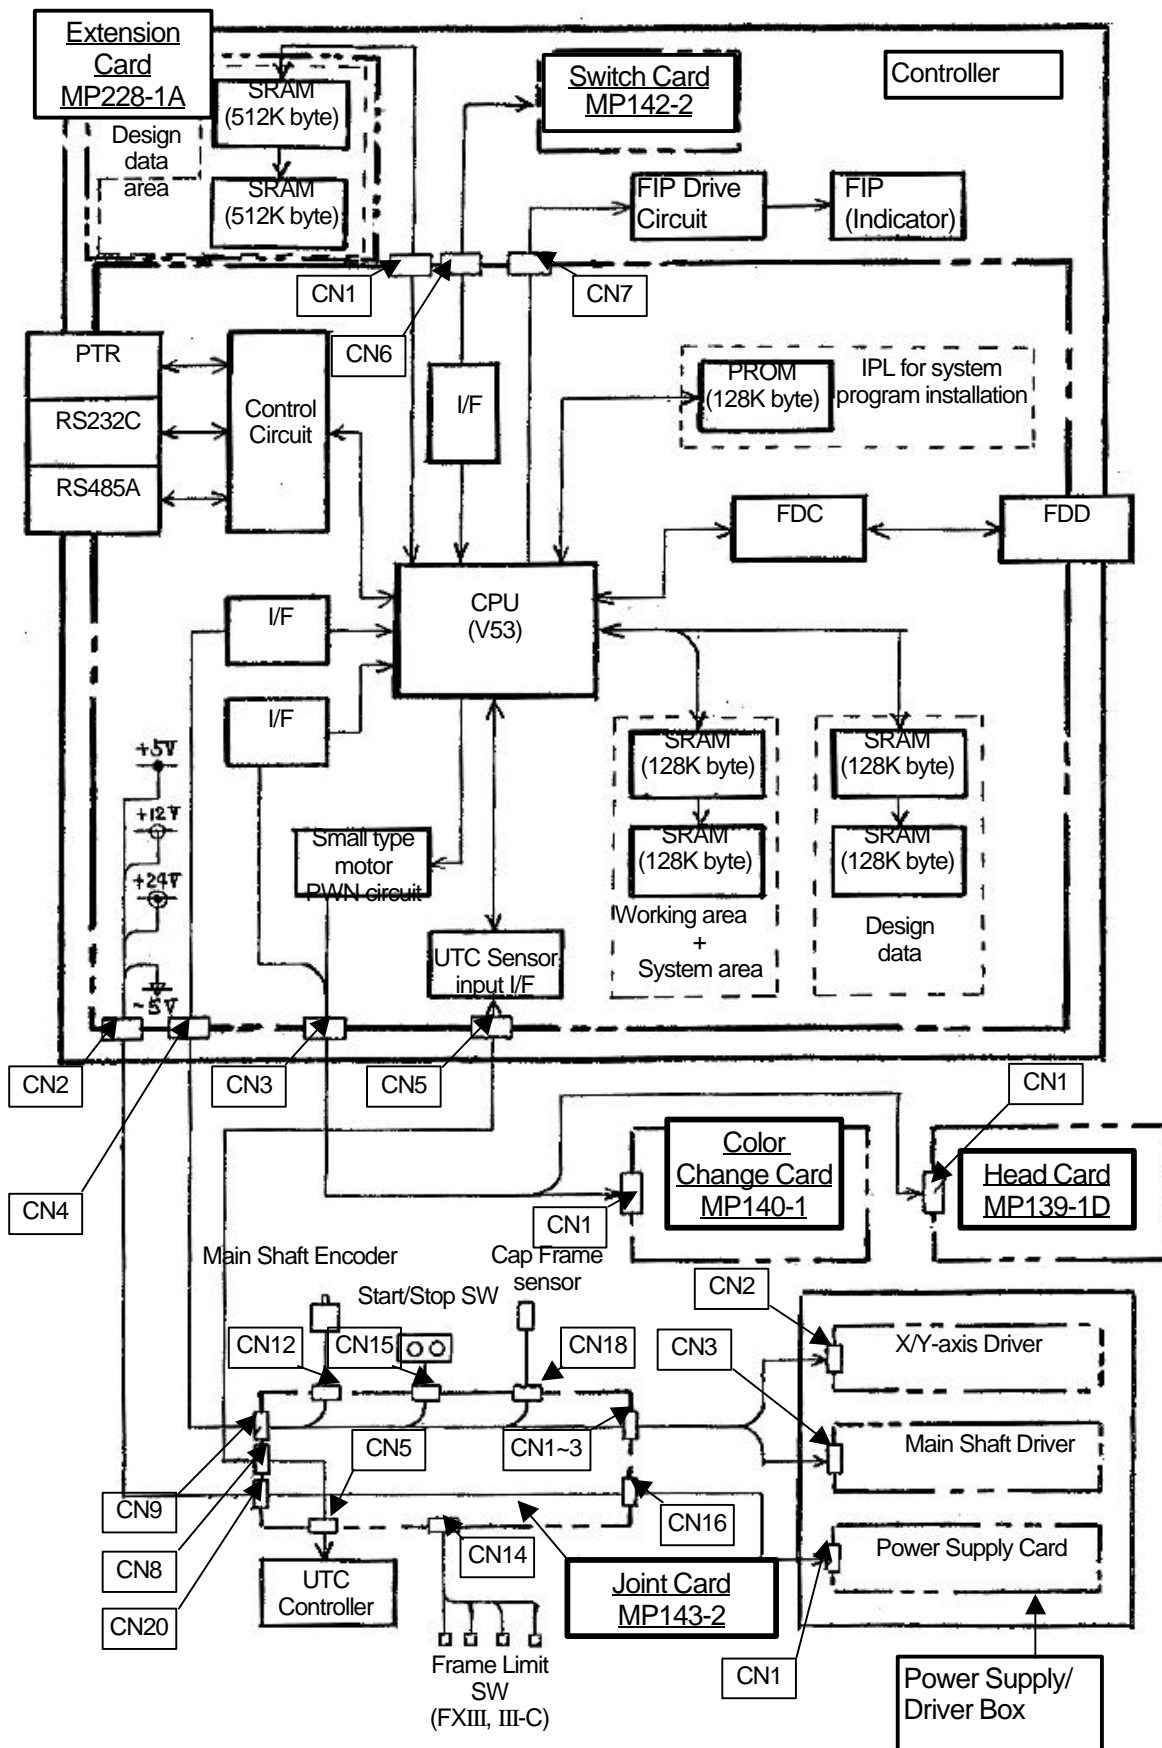 Extension
Card
MP228-1A
SRAM
(512K byte)
Design
data
area
SRAM
(512K byte)
Switch Card
MP142-2
Controller
FIP Drive
Circuit
FIP
(Indicator)
CN1
CN6
CN7
PTR
RS232C
RS485A
Control
Circuit
I/F
PROM
(128K byte)
IPL for system
program installation
FDC
FDD
CPU
(V53)
I/F
I/F
+5V
+12V
+24V
-5V
Small type
motor
PWN circuit
UTC Sensor
input I/F
SRAM
(128K byte)
SRAM
(128K byte)
Working area
+
System area
SRAM
(128K byte)
SRAM
(128K byte)
Design
data
CN2
CN4
CN3
CN5
CN1
Color
Change Card
MP140-1
CN1
Head Card
MP139-1D
Main Shaft Encoder
Start/Stop SW
Cap Frame
sensor
CN12
CN15
CN18
CN3
CN2
X/Y-axis Driver
Main Shaft Driver
Power Supply Card
CN5
CN1~3
CN9
CN8
CN20
CN14
CN16
UTC
Controller
Joint Card
MP143-2
Frame Limit
SW
(FXIII, III-C)
CN1
Power Supply/
Driver Box